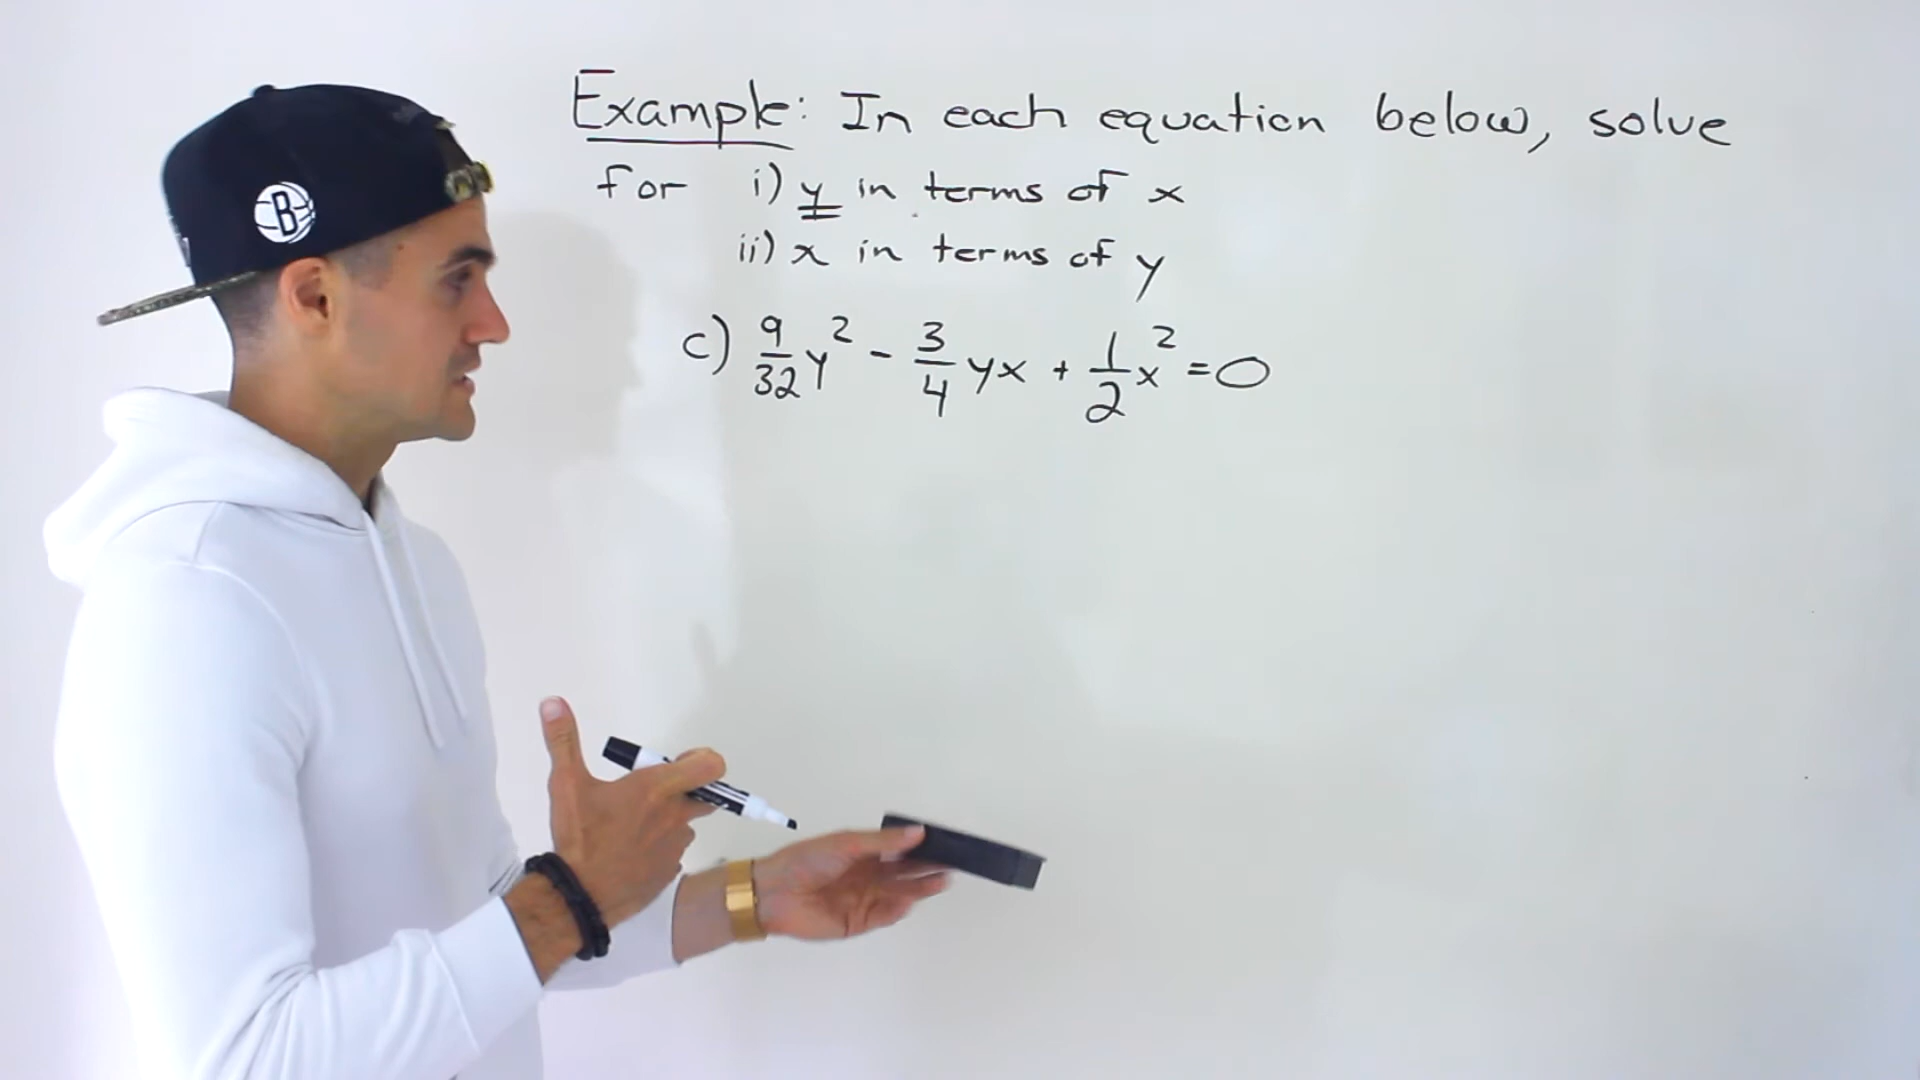 Example: In each equation below, solve
for i) y in terms of x
ii) x in terms of y
c) 9/32 y² - 3/4 yx + 1/2 x² = 0
B